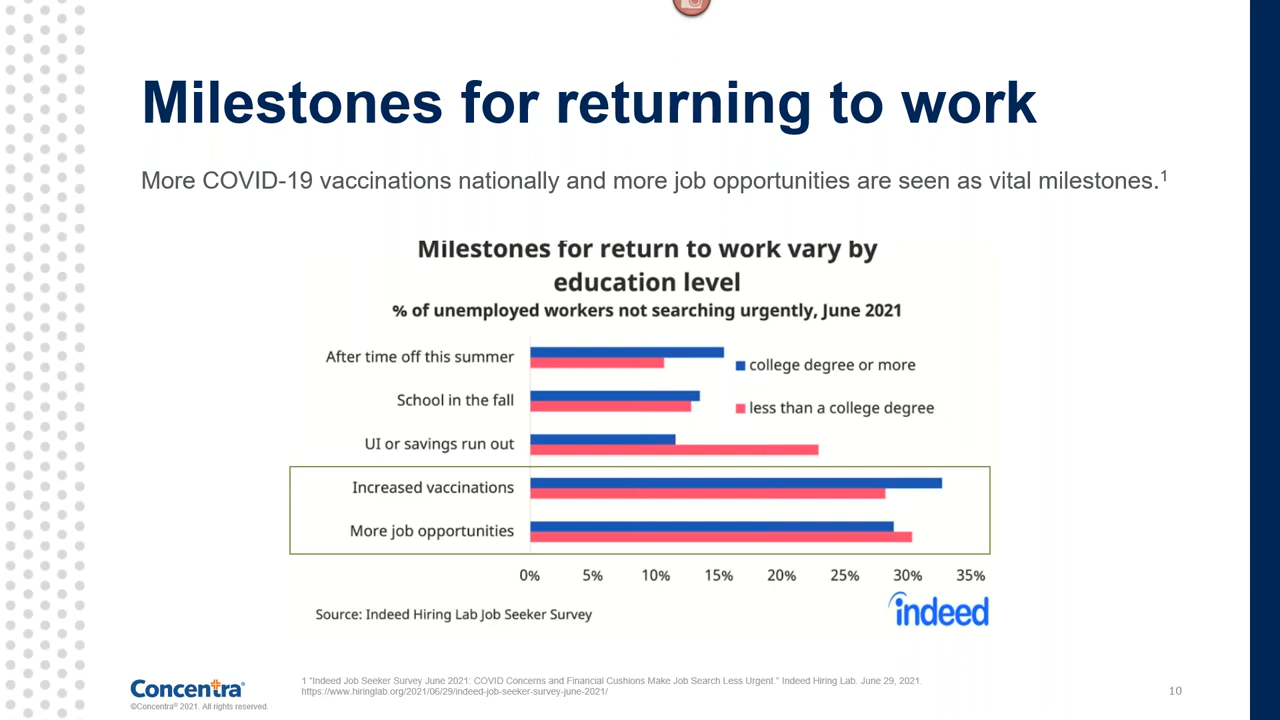 Milestones for returning to work
More COVID-19 vaccinations nationally and more job opportunities are seen as vital milestones.¹
Milestones for return to work vary by
education level
% of unemployed workers not searching urgently, June 2021
After time off this summer
college degree or more
School in the fall
less than a college degree
UI or savings run out
Increased vaccinations
More job opportunities
0% 5% 10% 15% 20% 25% 30% 35%
Source: Indeed Hiring Lab Job Seeker Survey
indeed
Concentra®
©Concentra® 2021. All rights reserved.
1 "Indeed Job Seeker Survey June 2021: COVID Concerns and Financial Cushions Make Job Search Less Urgent." Indeed Hiring Lab. June 29, 2021.
https://www.hiringlab.org/2021/06/29/indeed-job-seeker-survey-june-2021/
10